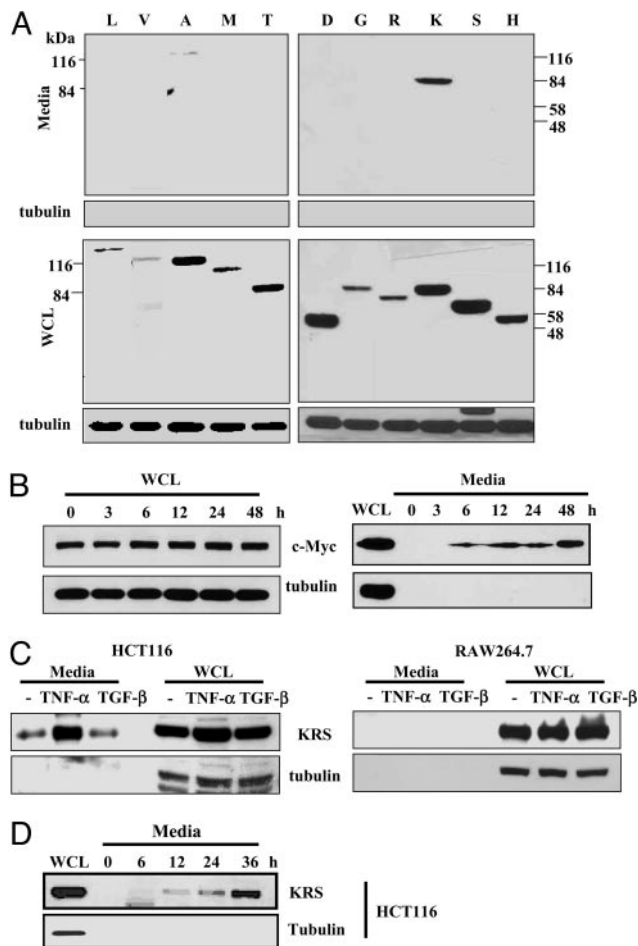 A
L V A M T D G R K S H
kDa
116
84
Media
116
84
58
48
tubulin
116
84
WCL
116
84
58
48
tubulin
B
WCL
0 3 6 12 24 48 h
Media
WCL 0 3 6 12 24 48 h
c-Myc
tubulin
C
HCT116
Media WCL
- TNF-α TGF-β - TNF-α TGF-β
RAW264.7
Media WCL
- TNF-α TGF-β - TNF-α TGF-β
KRS
tubulin
D
Media
WCL 0 6 12 24 36 h
KRS
Tubulin
HCT116